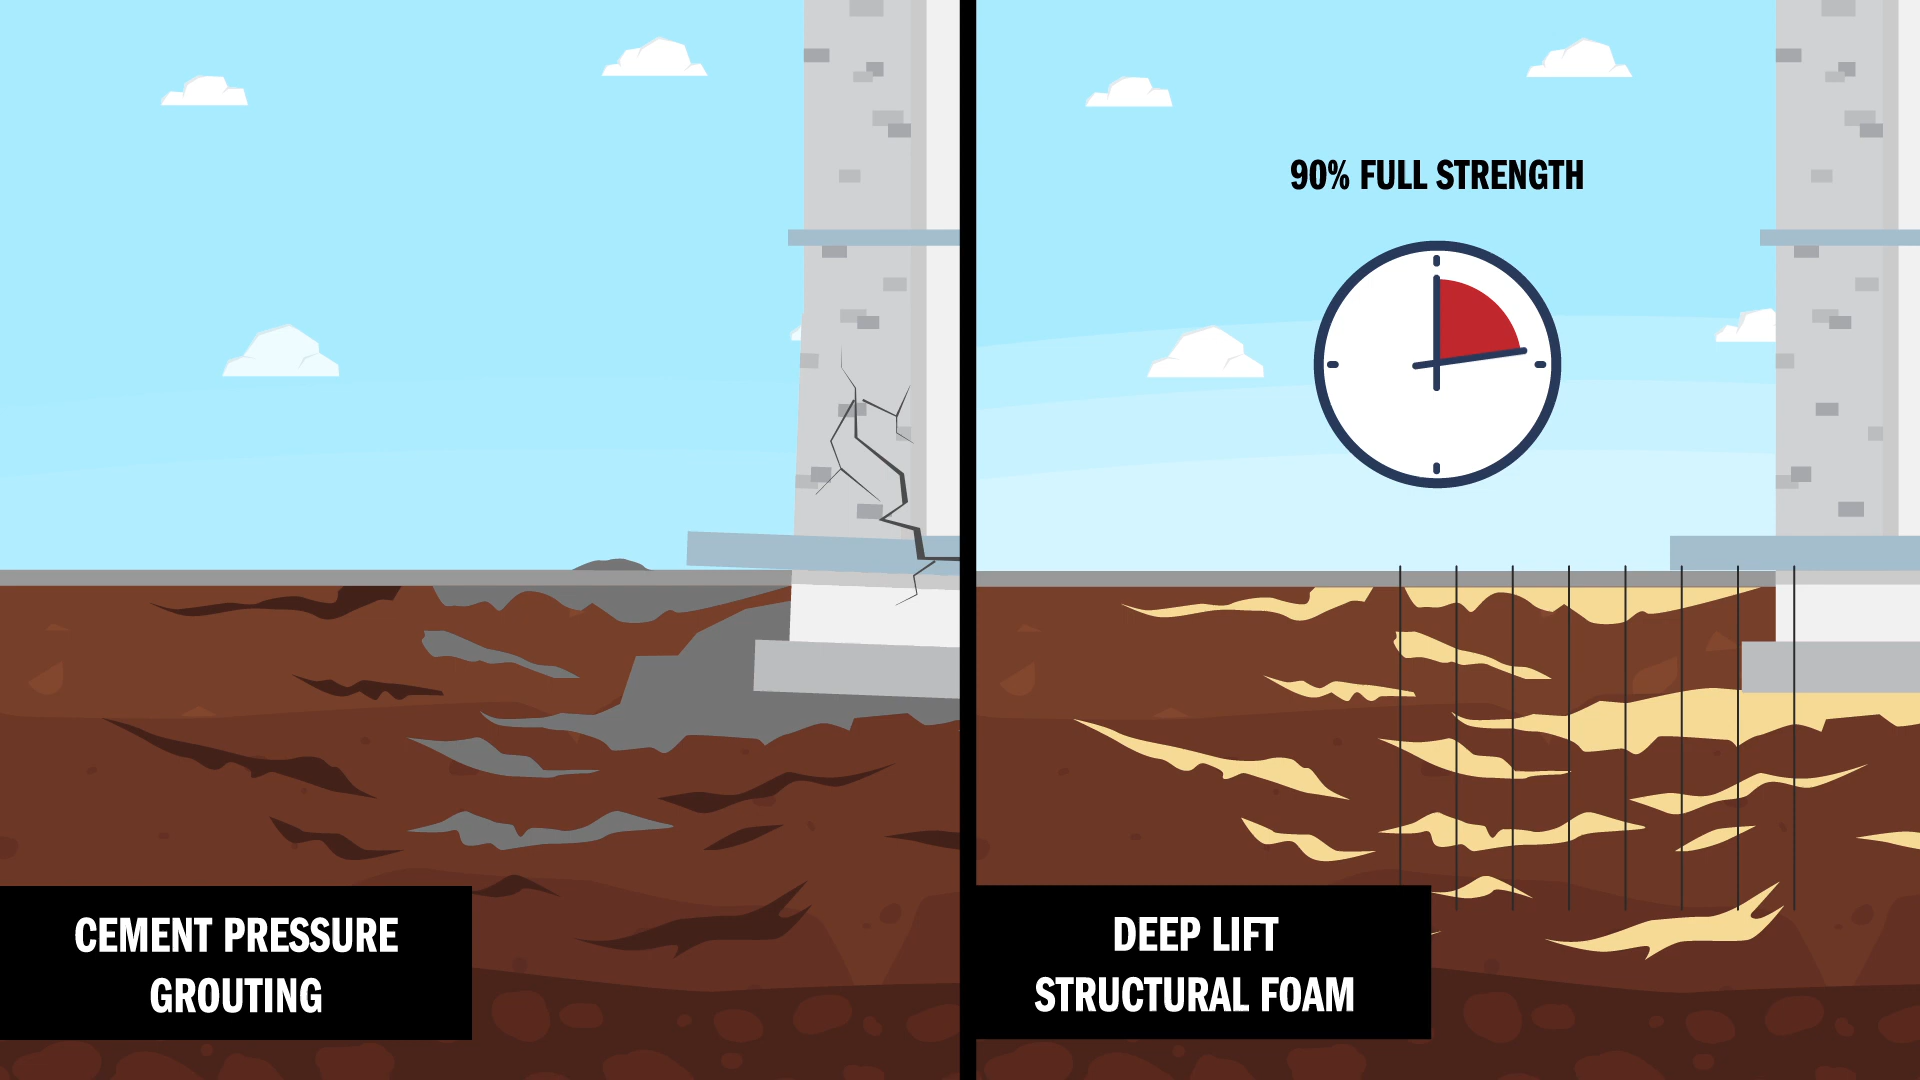 CEMENT PRESSURE
GROUTING
90% FULL STRENGTH
DEEP LIFT
STRUCTURAL FOAM